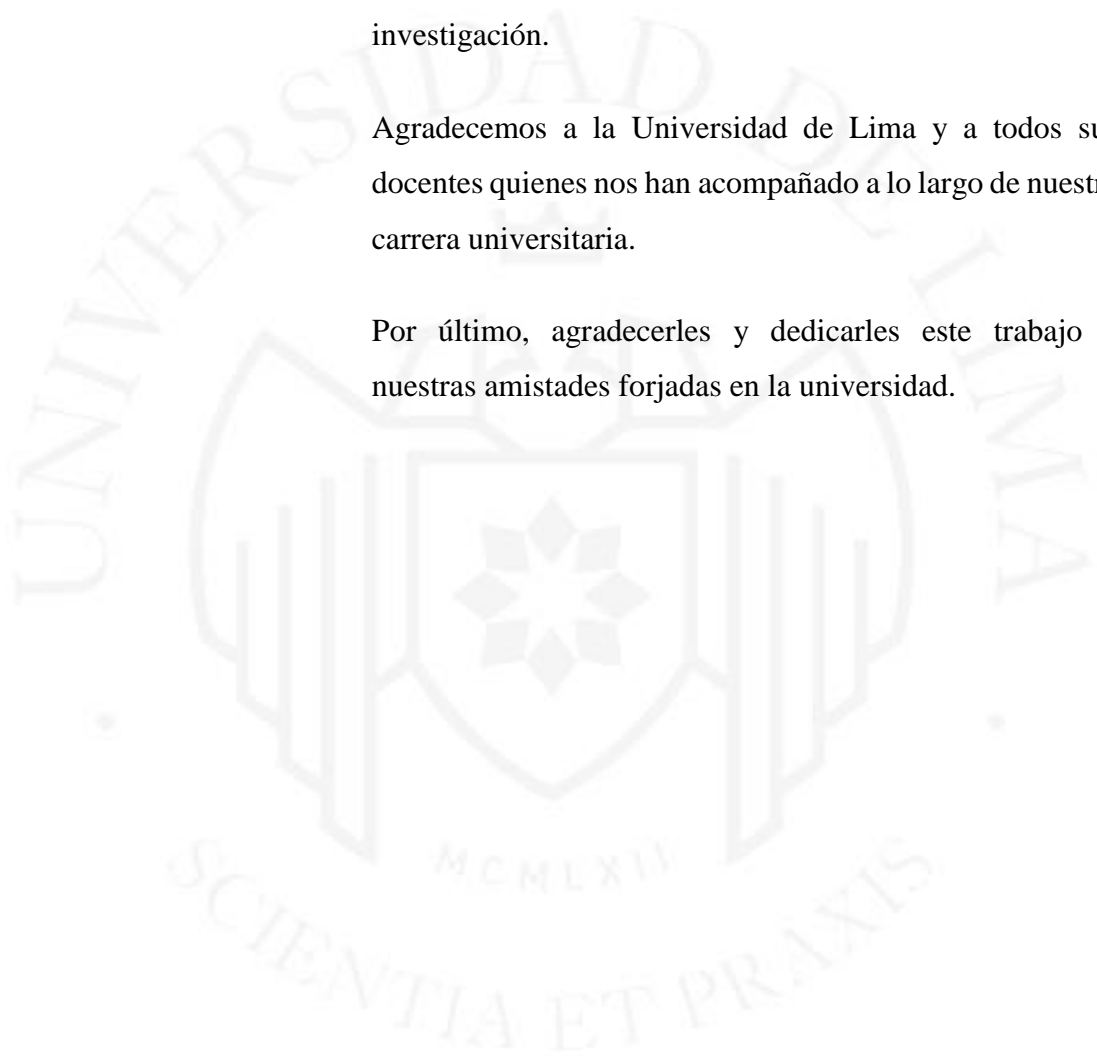 investigación.
Agradecemos a la Universidad de Lima y a todos su
docentes quienes nos han acompañado a lo largo de nuest
carrera universitaria.
Por último, agradecerles y dedicarles este trabajo
nuestras amistades forjadas en la universidad.
UNIVERSIDAD DE LIMA
MCMLXII
SCIENTIA ET PRAXIS